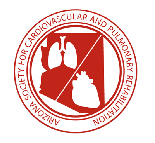 ARIZONA SOCIETY FOR CARDIOVASCULAR AND PULMONARY REHABILITATION